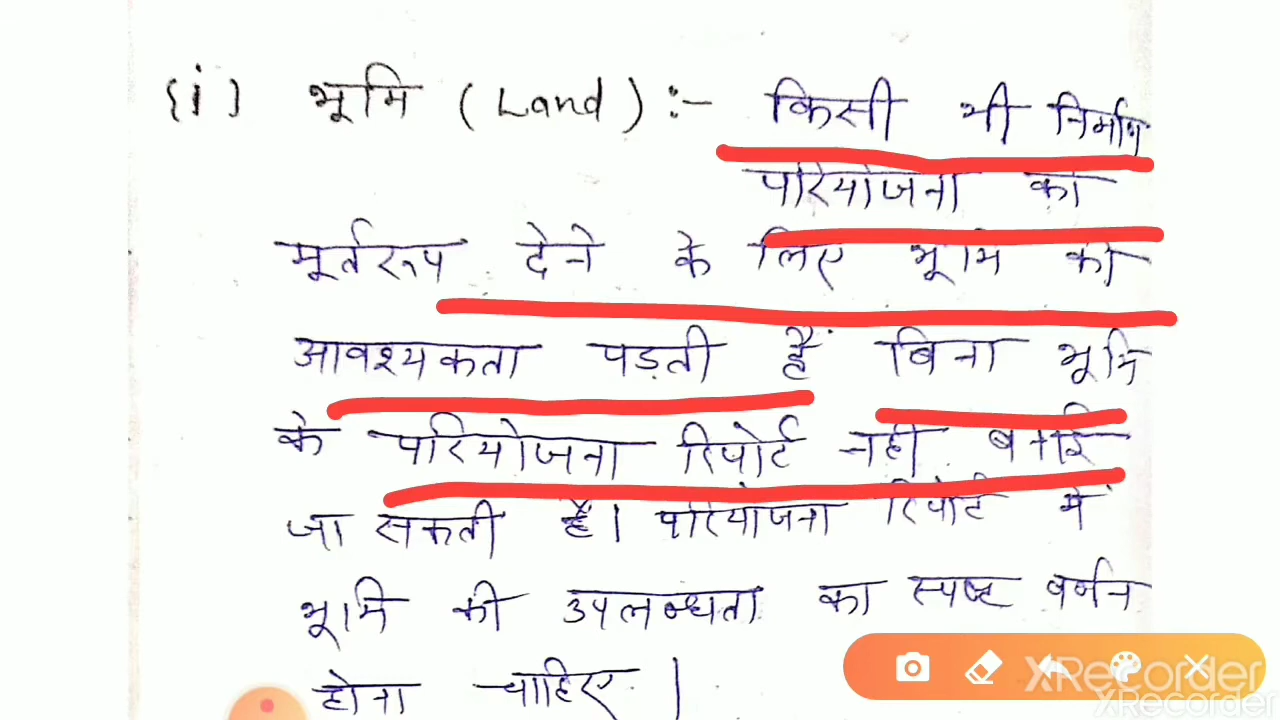 (i) भूमि (Land) :- किसी भी निर्माण
परियोजना को
मूर्तरूप देने के लिए भूमि की
आवश्यकता पड़ती हैं बिना भूमि
के परियोजना रिपोर्ट नही बनाई
जा सकती है। परियोजना रिपोर्ट में
भूमि की उपलब्धता का स्पष्ट वर्णन
होना चाहिए।
XRecorder
XRecorder